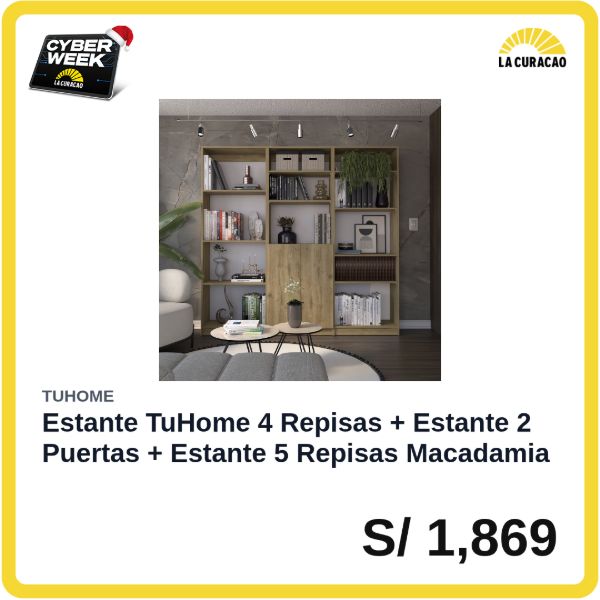 CYBER
WEEK
LA CURACAO
LA CURACAO
TUHOME
Estante TuHome 4 Repisas + Estante 2
Puertas + Estante 5 Repisas Macadamia
S/ 1,869